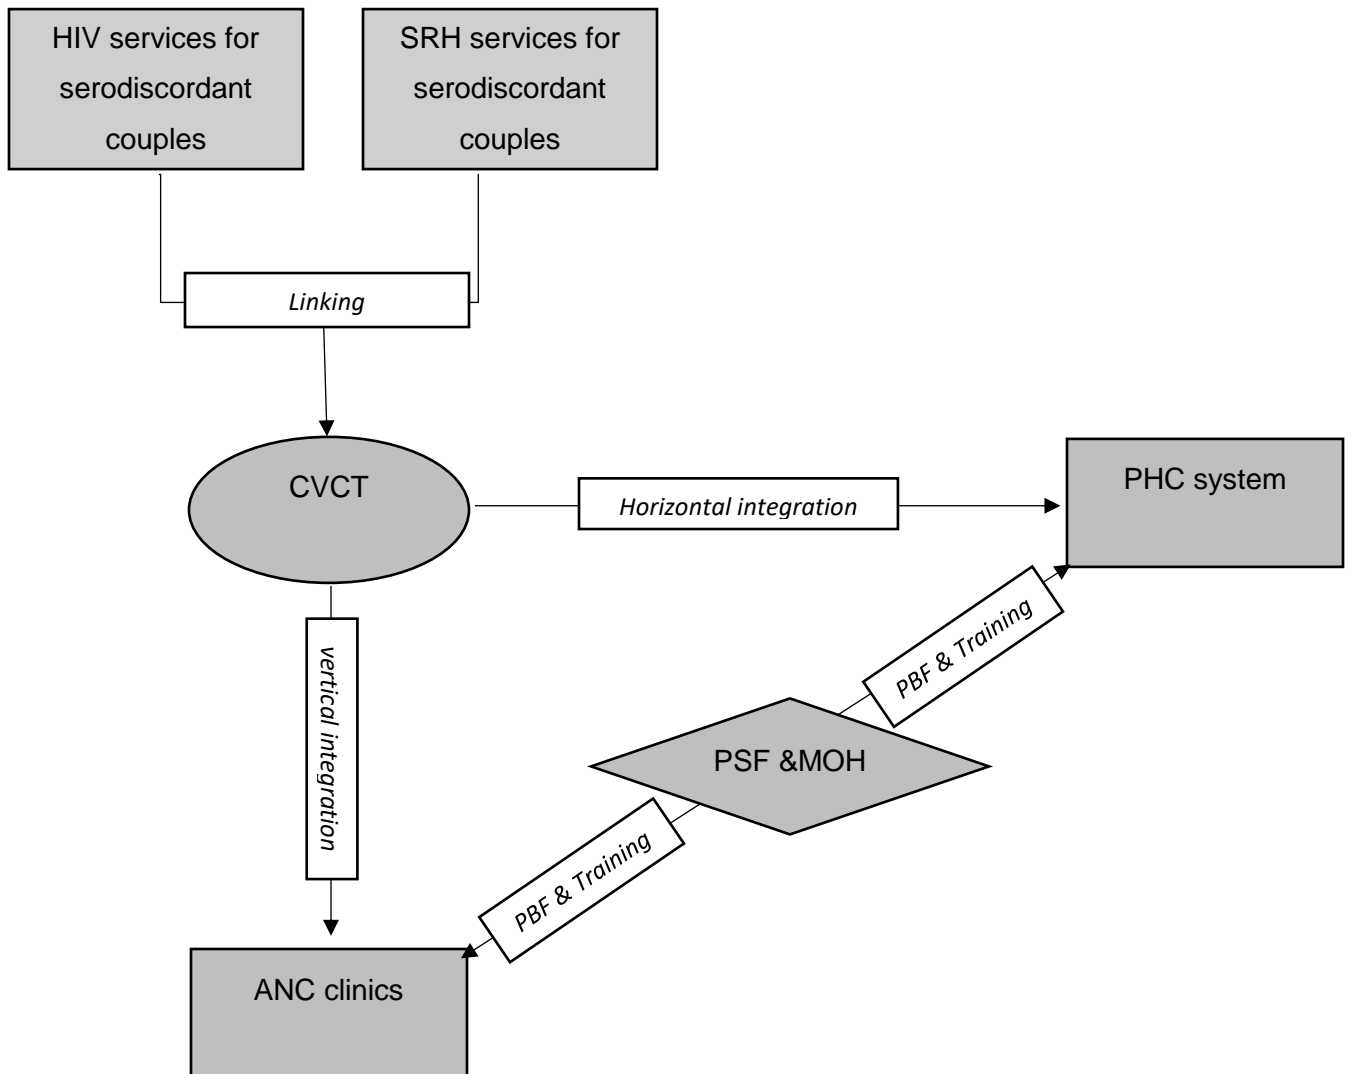 HIV services for
serodiscordant
couples
SRH services for
serodiscordant
couples
Linking
CVCT
Horizontal integration
PHC system
vertical integration
PBF & Training
PSF &MOH
PBF & Training
ANC clinics